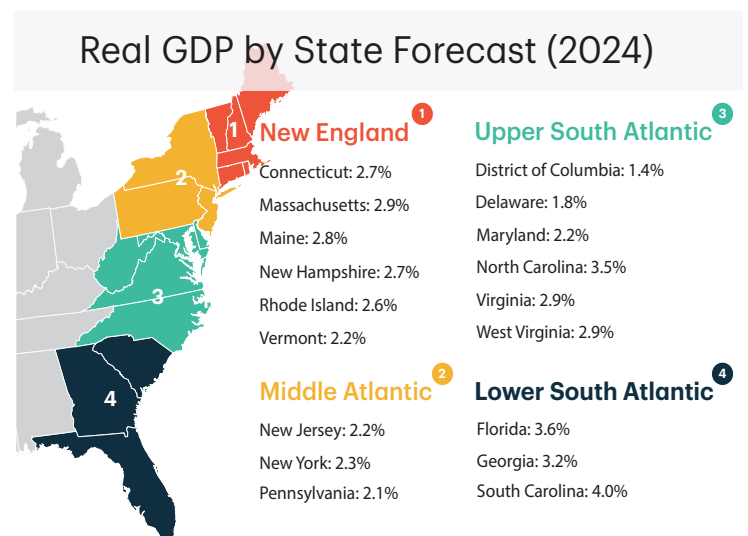 Real GDP by State Forecast (2024)
1
2
3
4
New England 1
Connecticut: 2.7%
Massachusetts: 2.9%
Maine: 2.8%
New Hampshire: 2.7%
Rhode Island: 2.6%
Vermont: 2.2%
Middle Atlantic 2
New Jersey: 2.2%
New York: 2.3%
Pennsylvania: 2.1%
Upper South Atlantic 3
District of Columbia: 1.4%
Delaware: 1.8%
Maryland: 2.2%
North Carolina: 3.5%
Virginia: 2.9%
West Virginia: 2.9%
Lower South Atlantic 4
Florida: 3.6%
Georgia: 3.2%
South Carolina: 4.0%